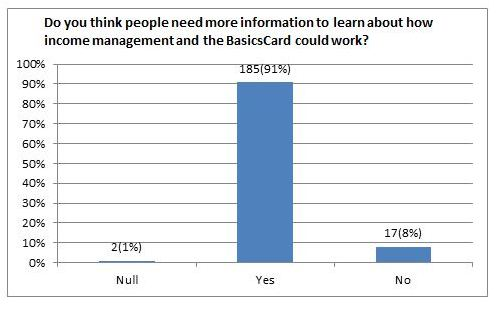 Do you think people need more information to learn about how
income management and the BasicsCard could work?
100%
90%
80%
70%
60%
50%
40%
30%
20%
10%
0%
2(1%)
185(91%)
17(8%)
Null
Yes
No